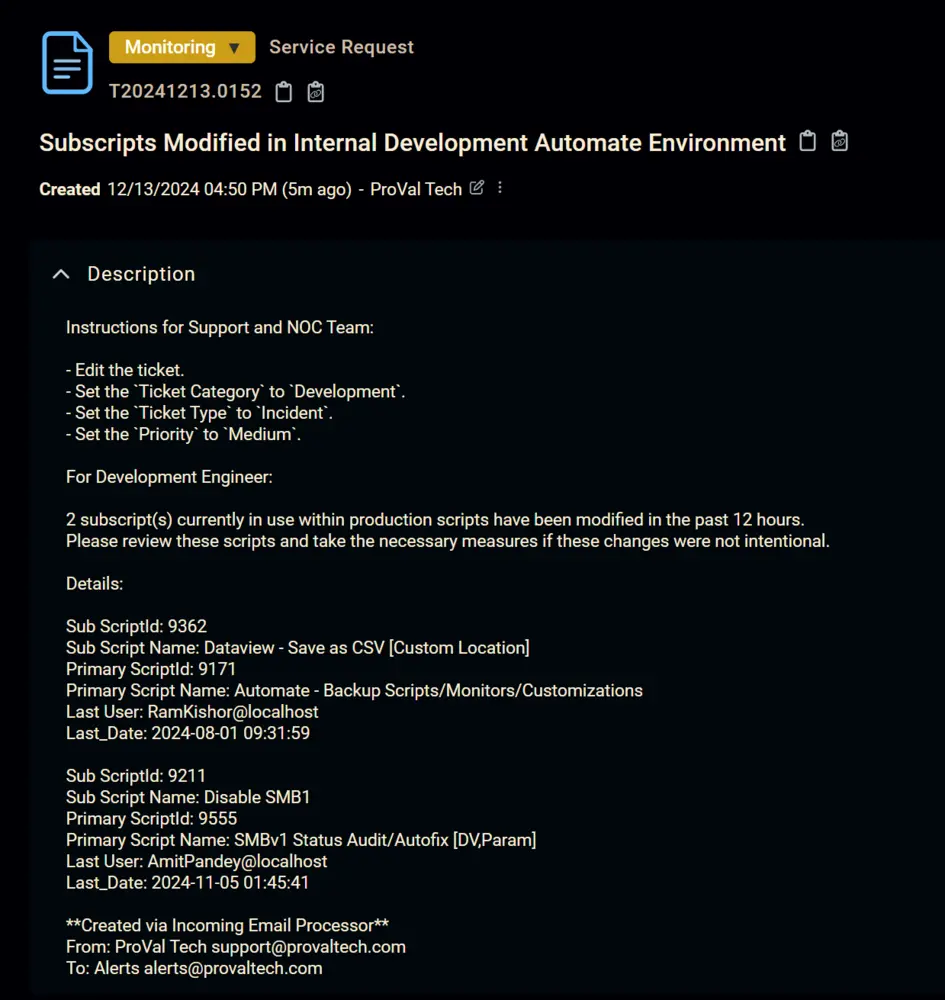 Monitoring ▼ Service Request
T20241213.0152
Subscripts Modified in Internal Development Automate Environment
Created 12/13/2024 04:50 PM (5m ago) - ProVal Tech
Description
Instructions for Support and NOC Team:
- Edit the ticket.
- Set the `Ticket Category` to `Development`.
- Set the `Ticket Type` to `Incident`.
- Set the `Priority` to `Medium`.
For Development Engineer:
2 subscript(s) currently in use within production scripts have been modified in the past 12 hours.
Please review these scripts and take the necessary measures if these changes were not intentional.
Details:
Sub ScriptId: 9362
Sub Script Name: Dataview - Save as CSV [Custom Location]
Primary ScriptId: 9171
Primary Script Name: Automate - Backup Scripts/Monitors/Customizations
Last User: RamKishor@localhost
Last_Date: 2024-08-01 09:31:59
Sub ScriptId: 9211
Sub Script Name: Disable SMB1
Primary ScriptId: 9555
Primary Script Name: SMBv1 Status Audit/Autofix [DV,Param]
Last User: AmitPandey@localhost
Last_Date: 2024-11-05 01:45:41
**Created via Incoming Email Processor**
From: ProVal Tech support@provaltech.com
To: Alerts alerts@provaltech.com